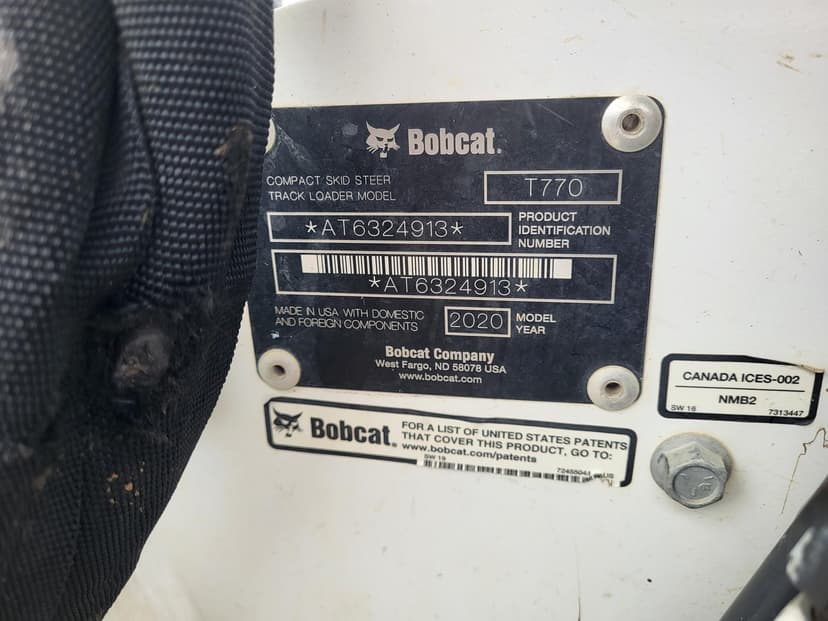 Bobcat.
COMPACT SKID STEER
TRACK LOADER MODEL
T770
*AT6324913*
PRODUCT
IDENTIFICATION
NUMBER
*AT6324913*
MADE IN USA WITH DOMESTIC
AND FOREIGN COMPONENTS
2020
MODEL
YEAR
Bobcat Company
West Fargo, ND 58078 USA
www.bobcat.com
CANADA ICES-002
NMB2
SW 16
7313447
Bobcat.
FOR A LIST OF UNITED STATES PATENTS
THAT COVER THIS PRODUCT, GO TO:
www.bobcat.com/patents
SW 19